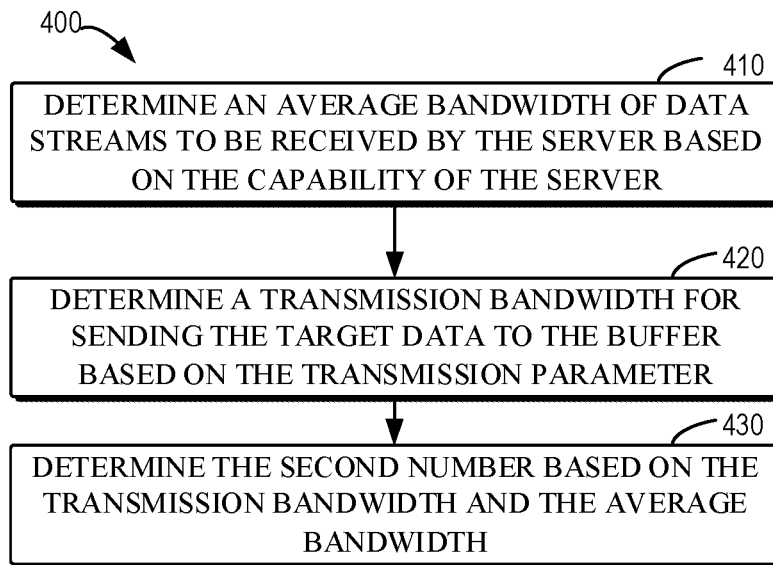 400
410
DETERMINE AN AVERAGE BANDWIDTH OF DATA
STREAMS TO BE RECEIVED BY THE SERVER BASED
ON THE CAPABILITY OF THE SERVER
420
DETERMINE A TRANSMISSION BANDWIDTH FOR
SENDING THE TARGET DATA TO THE BUFFER
BASED ON THE TRANSMISSION PARAMETER
430
DETERMINE THE SECOND NUMBER BASED ON THE
TRANSMISSION BANDWIDTH AND THE AVERAGE
BANDWIDTH